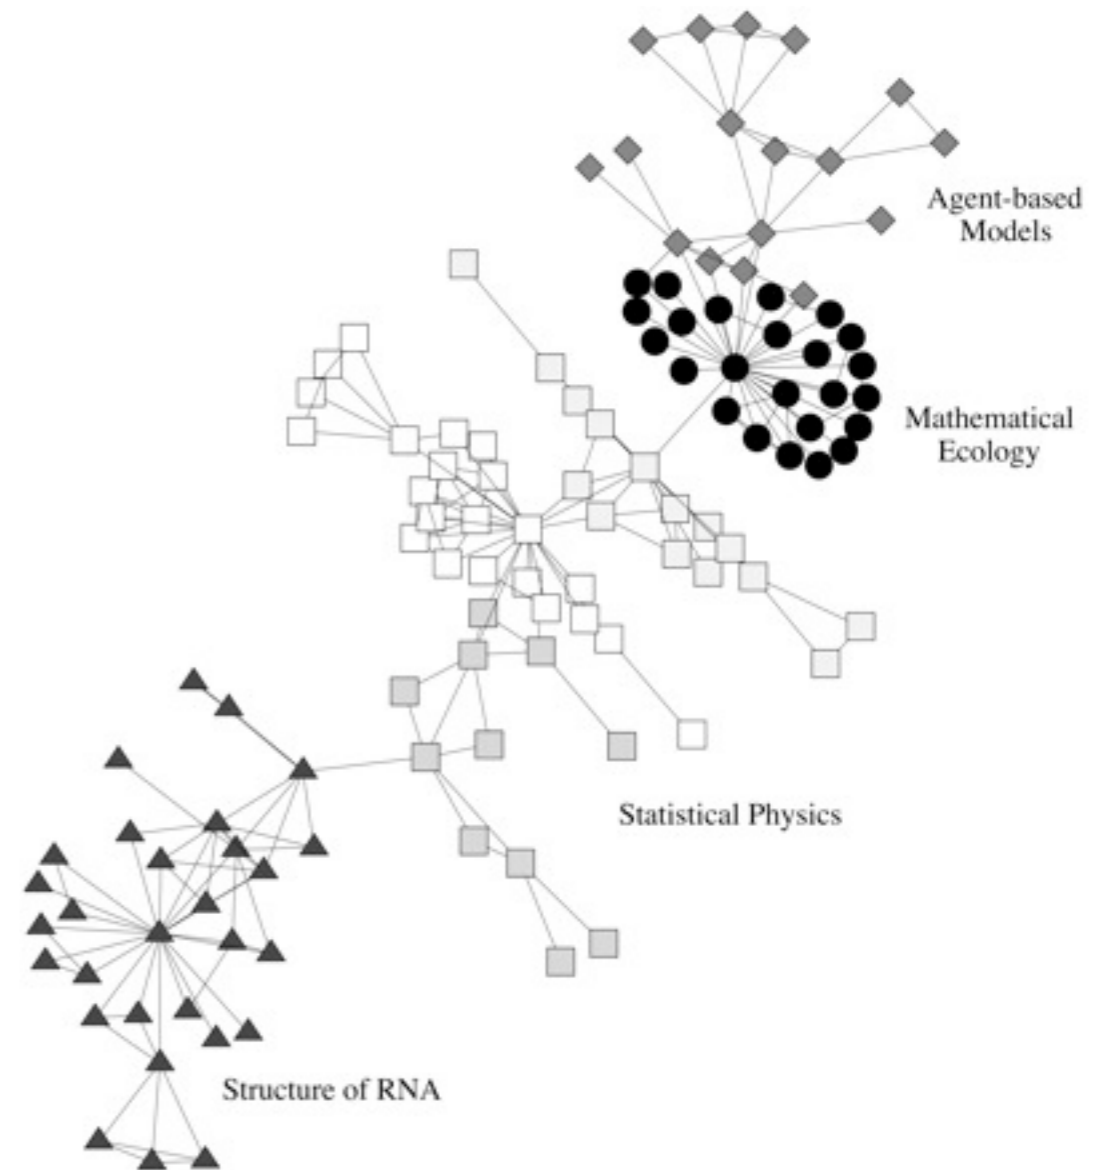 Agent-based
Models
Mathematical
Ecology
Statistical Physics
Structure of RNA